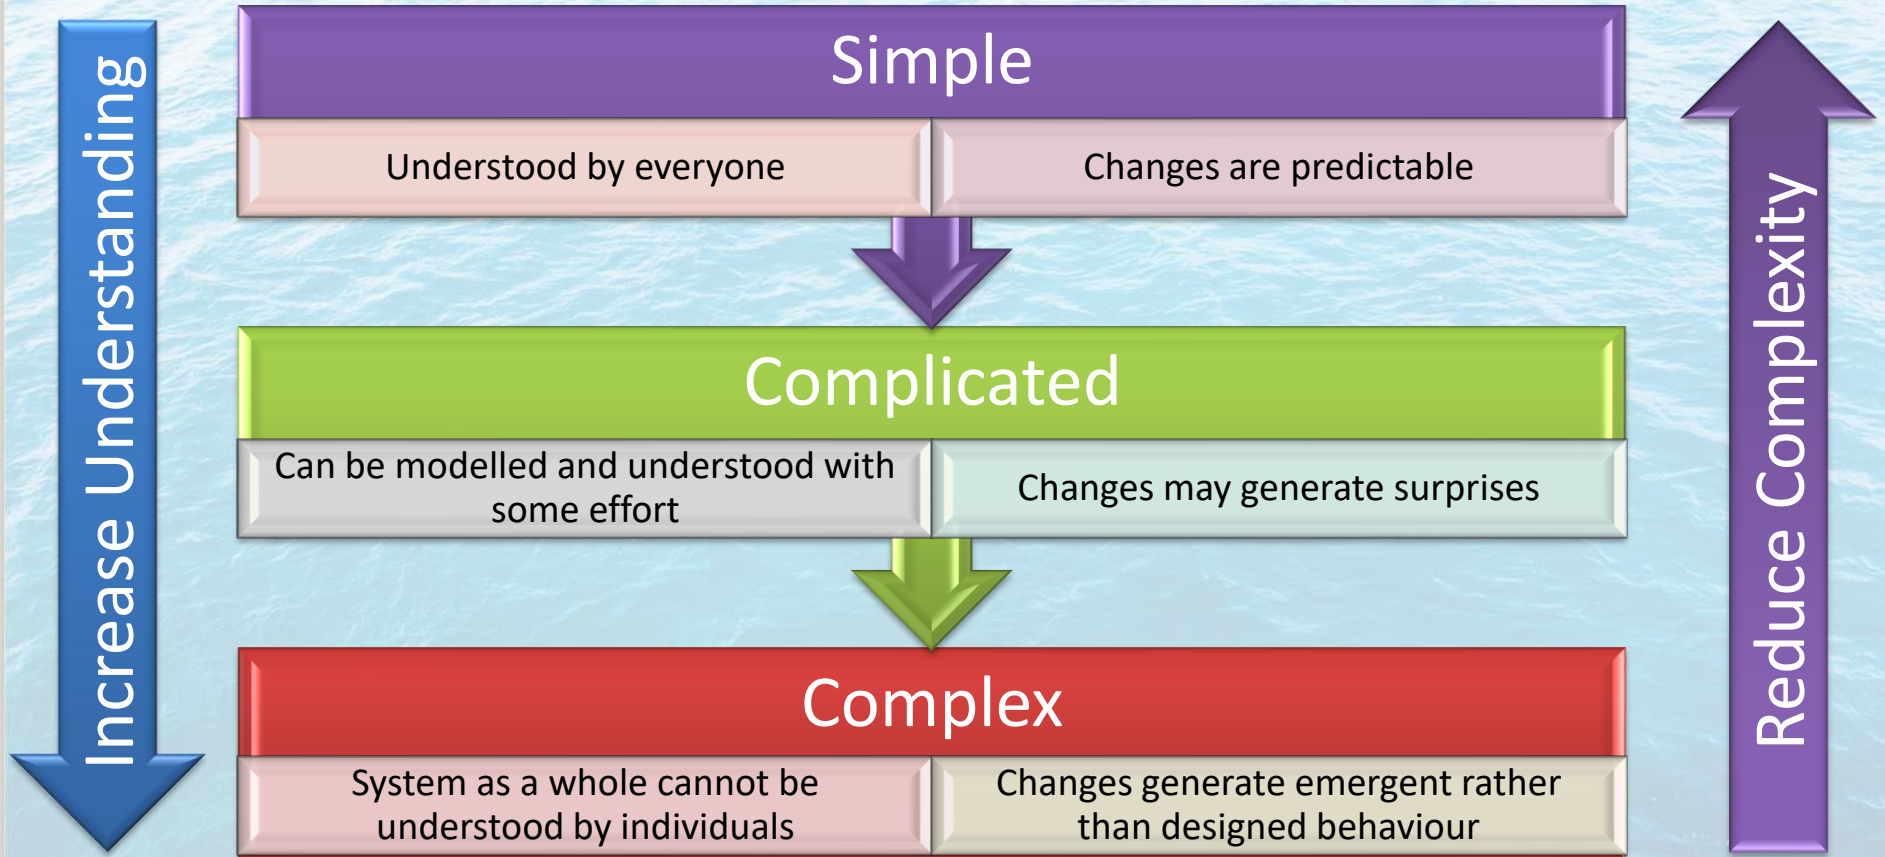 Increase Understanding
Simple
Understood by everyone
Changes are predictable
Complicated
Can be modelled and understood with
some effort
Changes may generate surprises
Complex
System as a whole cannot be
understood by individuals
Changes generate emergent rather
than designed behaviour
Reduce Complexity